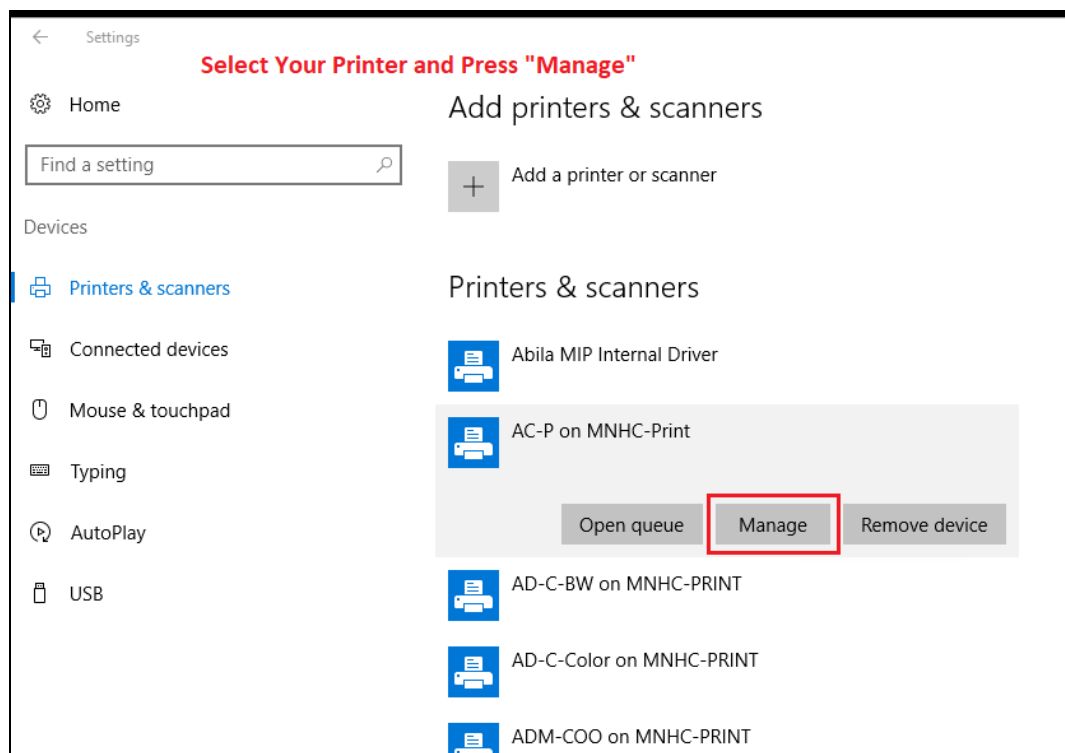 Settings
Select Your Printer and Press "Manage"
Home
Find a setting
Devices
Printers & scanners
Connected devices
Mouse & touchpad
Typing
AutoPlay
USB
Add printers & scanners
Add a printer or scanner
Printers & scanners
Abila MIP Internal Driver
AC-P on MNHC-Print
Open queue Manage Remove device
AD-C-BW on MNHC-PRINT
AD-C-Color on MNHC-PRINT
ADM-COO on MNHC-PRINT